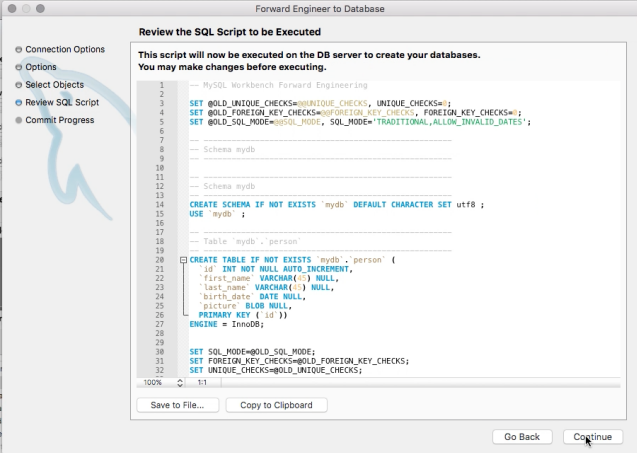 Forward Engineer to Database
Review the SQL Script to be Executed
Connection Options
Options
Select Objects
Review SQL Script
Commit Progress
This script will now be executed on the DB server to create your databases.
You may make changes before executing.
1 -- MySQL Workbench Forward Engineering
2
3 SET @OLD_UNIQUE_CHECKS=@@UNIQUE_CHECKS, UNIQUE_CHECKS=0;
4 SET @OLD_FOREIGN_KEY_CHECKS=@@FOREIGN_KEY_CHECKS, FOREIGN_KEY_CHECKS=0;
5 SET @OLD_SQL_MODE=@@SQL_MODE, SQL_MODE='TRADITIONAL,ALLOW_INVALID_DATES';
6
7 -- -----------------------------------------------------
8 -- Schema mydb
9 -- -----------------------------------------------------
10
11 -- -----------------------------------------------------
12 -- Schema mydb
13 -- -----------------------------------------------------
14 CREATE SCHEMA IF NOT EXISTS `mydb` DEFAULT CHARACTER SET utf8 ;
15 USE `mydb` ;
16
17 -- -----------------------------------------------------
18 -- Table `mydb`.`person`
19 -- -----------------------------------------------------
20 CREATE TABLE IF NOT EXISTS `mydb`.`person` (
21 `id` INT NOT NULL AUTO_INCREMENT,
22 `first_name` VARCHAR(45) NULL,
23 `last_name` VARCHAR(45) NULL,
24 `birth_date` DATE NULL,
25 `picture` BLOB NULL,
26 PRIMARY KEY (`id`))
27 ENGINE = InnoDB;
28
29
30 SET SQL_MODE=@OLD_SQL_MODE;
31 SET FOREIGN_KEY_CHECKS=@OLD_FOREIGN_KEY_CHECKS;
32 SET UNIQUE_CHECKS=@OLD_UNIQUE_CHECKS;
100% 1:1
Save to File... Copy to Clipboard
Go Back Continue